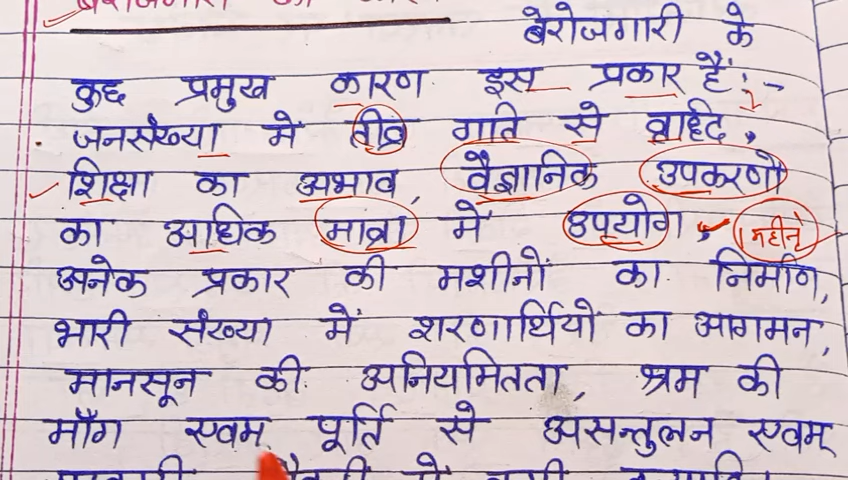 बेरोजगारी के
कुछ प्रमुख कारण इस प्रकार हैं:-
जनसंख्या में तीव्र गति से वृद्धि,
शिक्षा का अभाव, वैज्ञानिक उपकरणों
का अधिक मात्रा में उपयोग, महीने
अनेक प्रकार की मशीनों का निर्माण,
भारी संख्या में शरणार्थियों का आगमन,
मानसून की अनियमितता, श्रम की
माँग एवम् पूर्ति से असन्तुलन एवम्